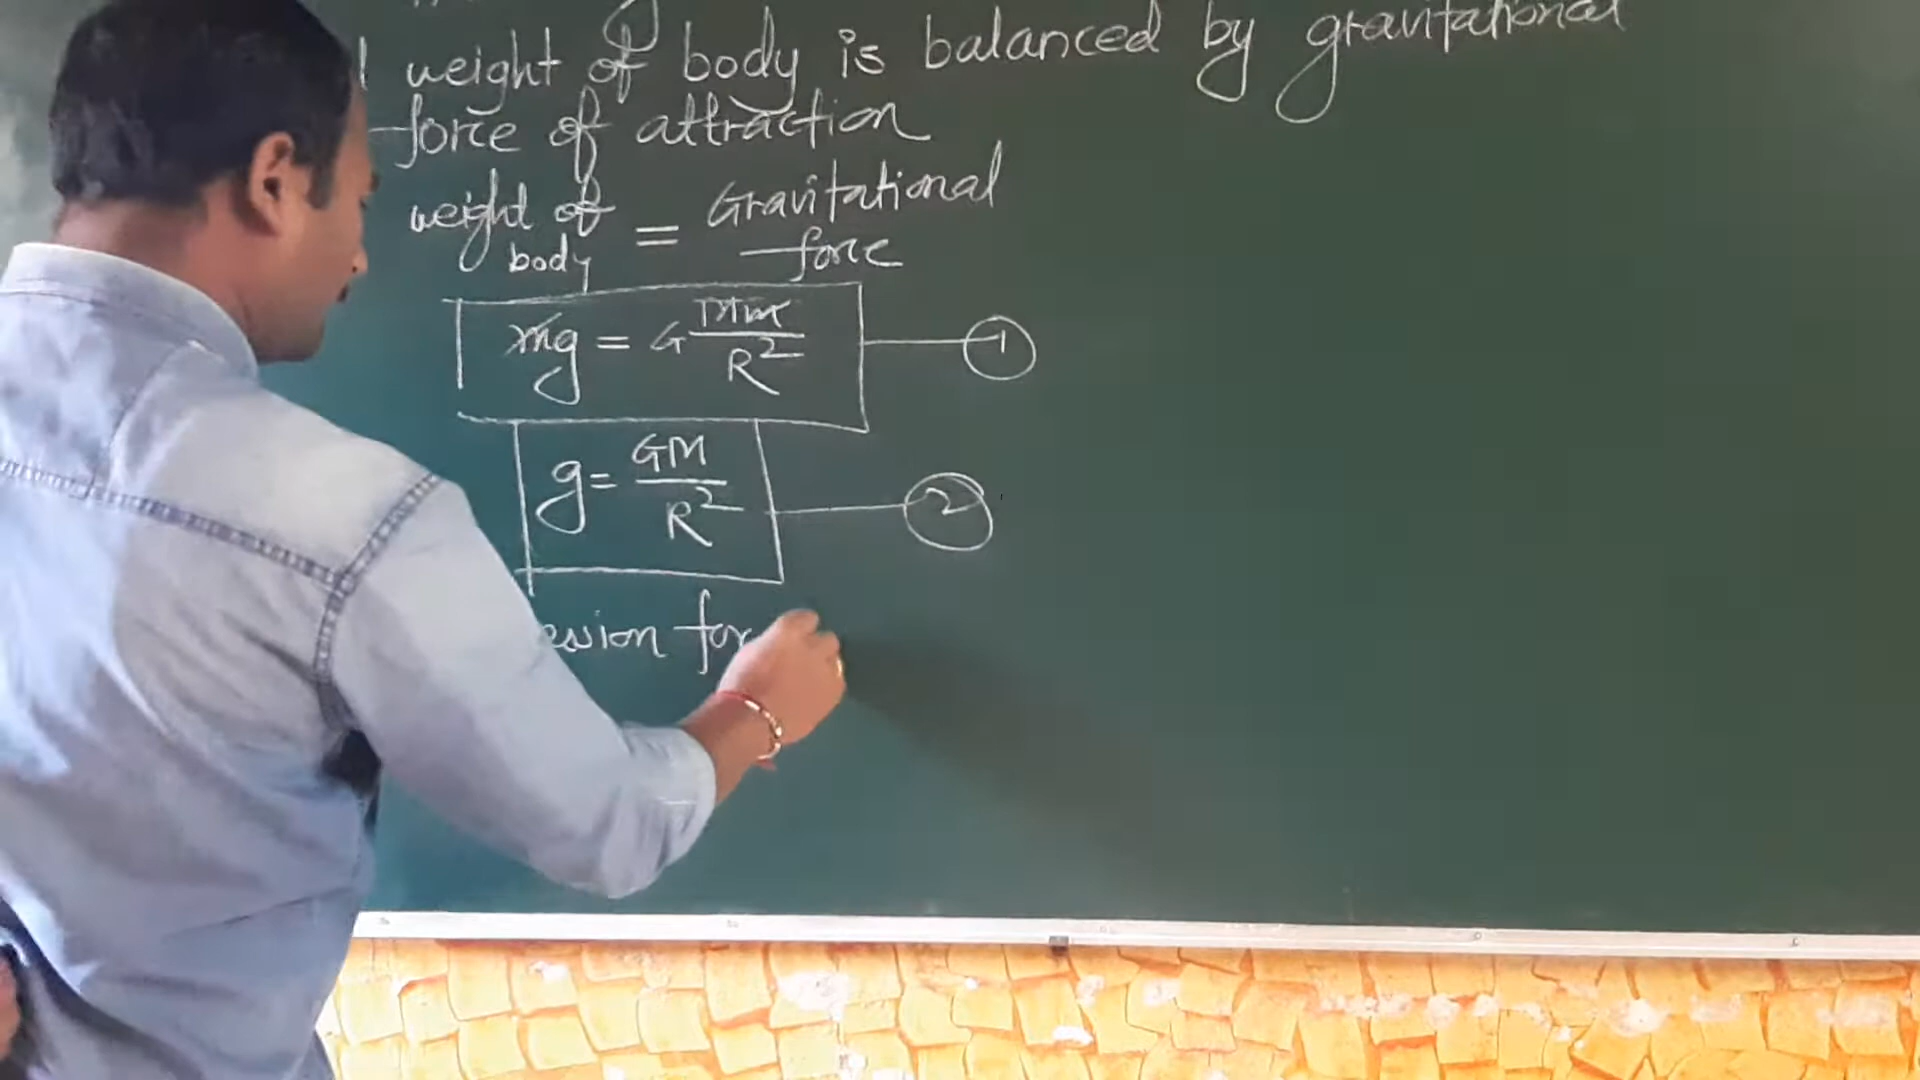 weight of body is balanced by gravitational
force of attraction
weight of body = Gravitational force
mg = G Mm/R² —①
g = GM/R² —②
ession for